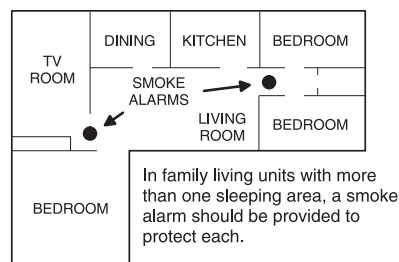 DINING
KITCHEN
BEDROOM
TV
ROOM
SMOKE
ALARMS
LIVING
ROOM
BEDROOM
BEDROOM
In family living units with more
than one sleeping area, a smoke
alarm should be provided to
protect each.